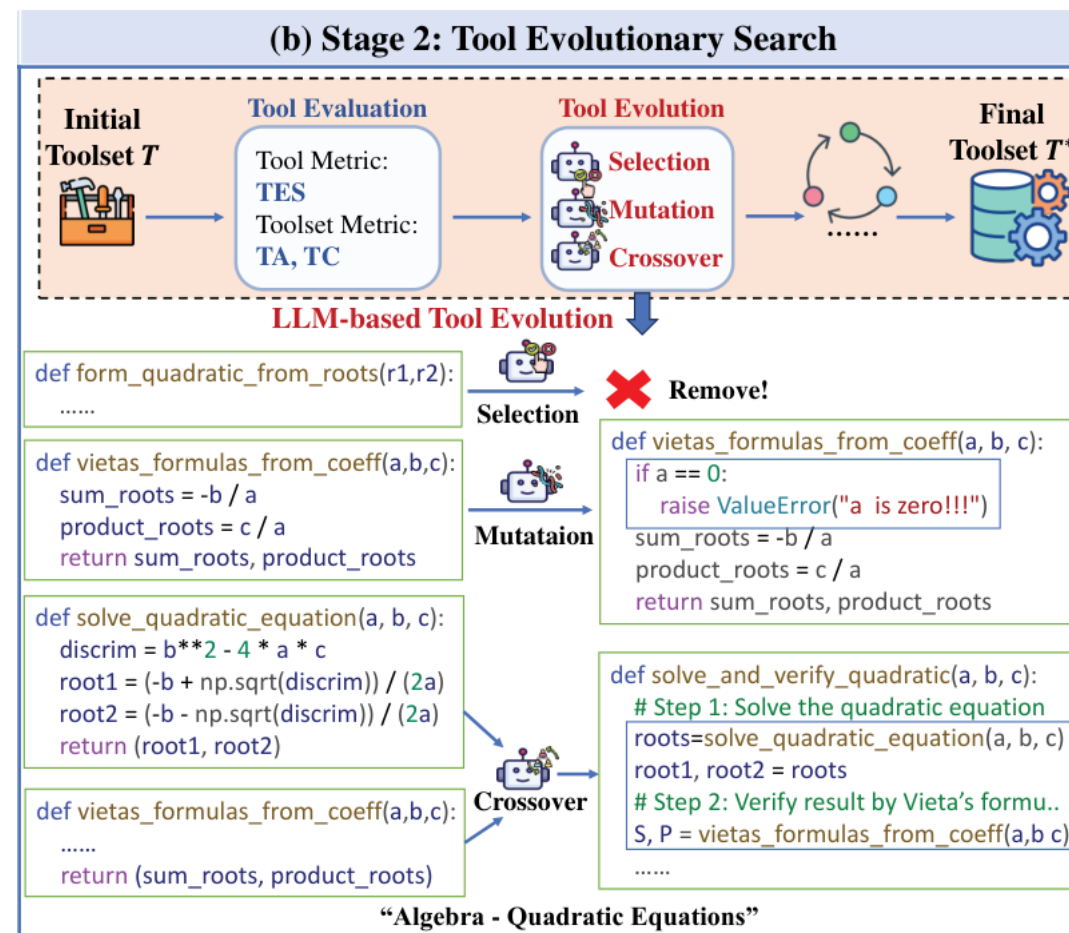 (b) Stage 2: Tool Evolutionary Search
Initial
Toolset T
Tool Evaluation
Tool Metric:
TES
Toolset Metric:
TA, TC
Tool Evolution
Selection
Mutation
Crossover
......
Final
Toolset T*
LLM-based Tool Evolution
def form_quadratic_from_roots(r1,r2):
......
Selection
Remove!
def vietas_formulas_from_coeff(a,b,c):
sum_roots = -b / a
product_roots = c / a
return sum_roots, product_roots
Mutataion
def vietas_formulas_from_coeff(a, b, c):
if a == 0:
raise ValueError("a is zero!!!")
sum_roots = -b / a
product_roots = c / a
return sum_roots, product_roots
def solve_quadratic_equation(a, b, c):
discrim = b**2 - 4 * a * c
root1 = (-b + np.sqrt(discrim)) / (2a)
root2 = (-b - np.sqrt(discrim)) / (2a)
return (root1, root2)
def vietas_formulas_from_coeff(a,b,c):
......
return (sum_roots, product_roots)
Crossover
def solve_and_verify_quadratic(a, b, c):
# Step 1: Solve the quadratic equation
roots=solve_quadratic_equation(a, b, c)
root1, root2 = roots
# Step 2: Verify result by Vieta's formu..
S, P = vietas_formulas_from_coeff(a,b c)
......
“Algebra - Quadratic Equations”